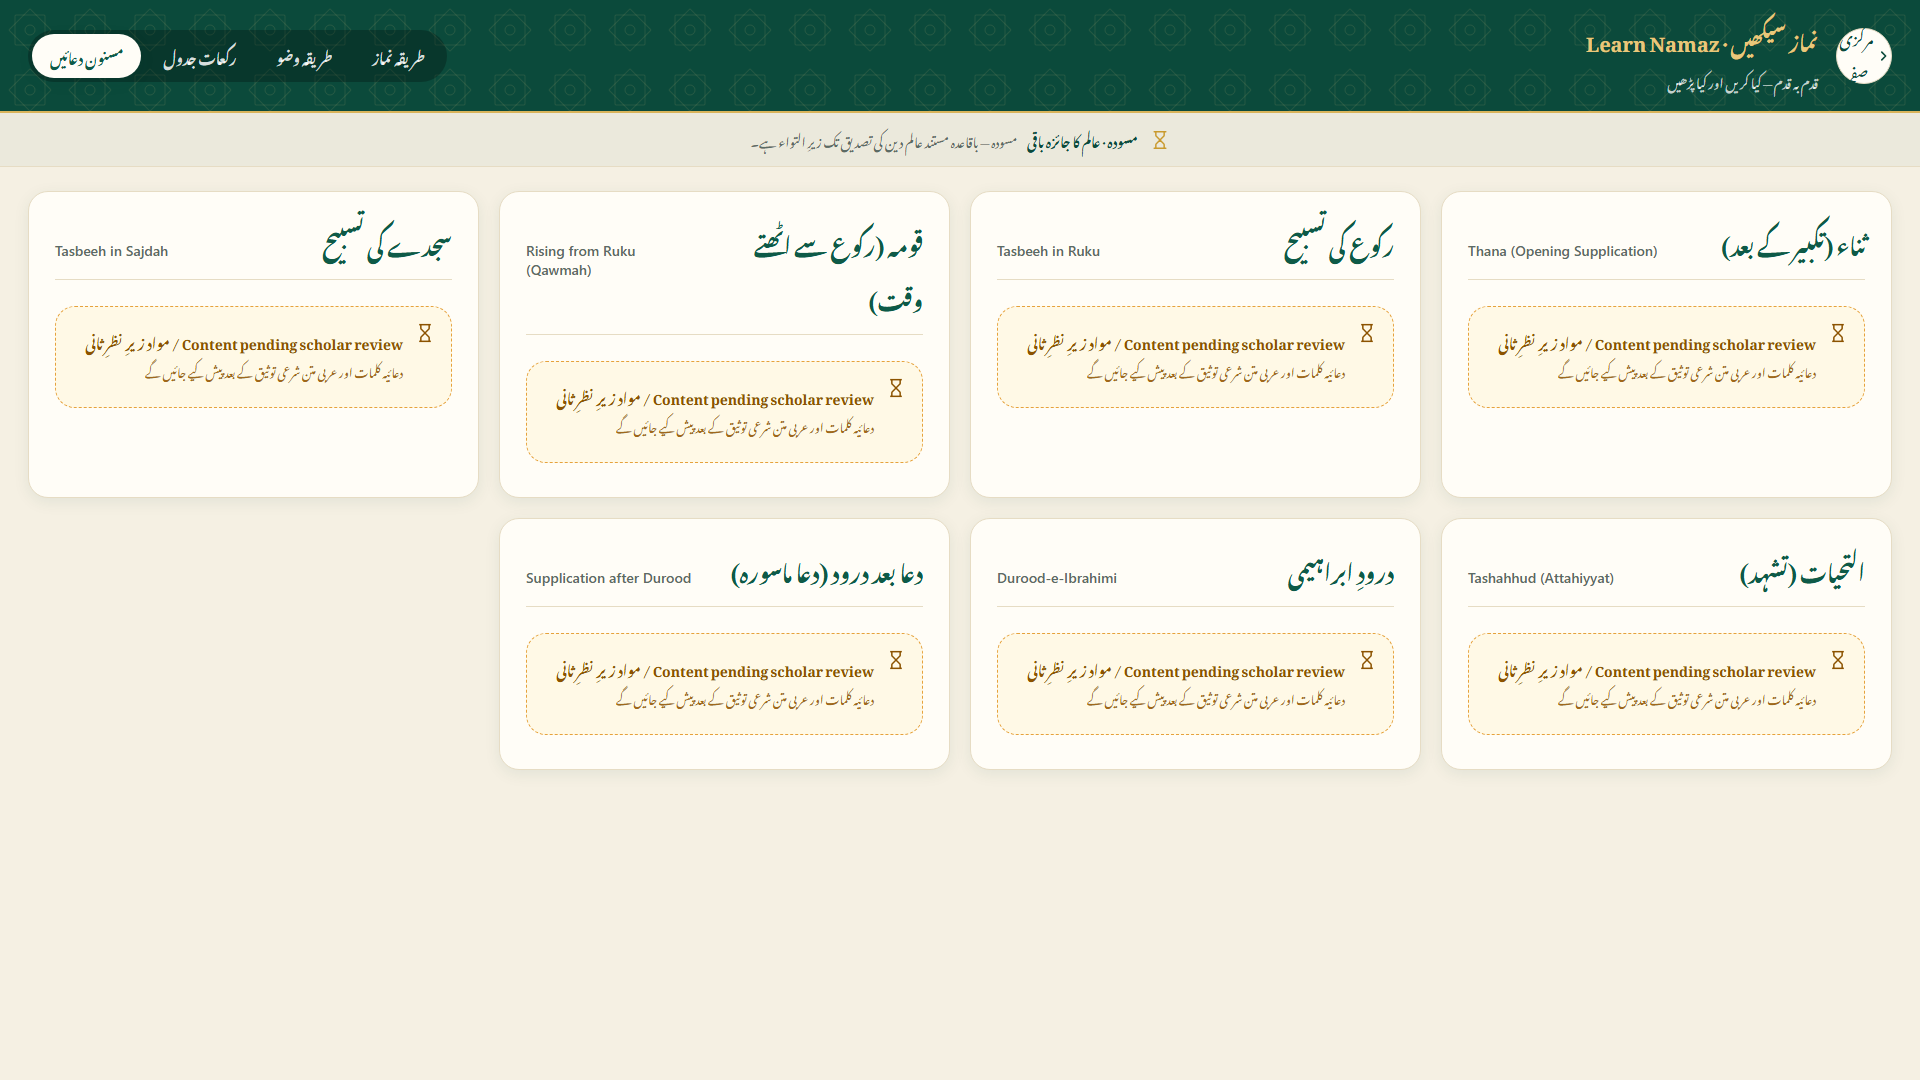 مرکزی
صفہ
نماز سیکھیں · Learn Namaz
قدم بہ قدم — کیا کریں اور کیا پڑھیں
طریقہ نماز
طریقہ وضو
رکعات جدول
مسنون دعائیں
مسودہ · عالم کا جائزہ باقی مسودہ — باقاعدہ مستند عالم دین کی تصدیق تک زیرِ التواء ہے۔
ثناء (تکبیر کے بعد)
Thana (Opening Supplication)
Content pending scholar review / مواد زیرِ نظرِ ثانی
دعائیہ کلمات اور عربی متن شرعی توثیق کے بعد پیش کیے جائیں گے
رکوع کی تسبیح
Tasbeeh in Ruku
Content pending scholar review / مواد زیرِ نظرِ ثانی
دعائیہ کلمات اور عربی متن شرعی توثیق کے بعد پیش کیے جائیں گے
قومہ (رکوع سے اٹھتے
وقت)
Rising from Ruku
(Qawmah)
Content pending scholar review / مواد زیرِ نظرِ ثانی
دعائیہ کلمات اور عربی متن شرعی توثیق کے بعد پیش کیے جائیں گے
سجدے کی تسبیح
Tasbeeh in Sajdah
Content pending scholar review / مواد زیرِ نظرِ ثانی
دعائیہ کلمات اور عربی متن شرعی توثیق کے بعد پیش کیے جائیں گے
التحیات (تشہد)
Tashahhud (Attahiyyat)
Content pending scholar review / مواد زیرِ نظرِ ثانی
دعائیہ کلمات اور عربی متن شرعی توثیق کے بعد پیش کیے جائیں گے
درودِ ابراہیمی
Durood-e-Ibrahimi
Content pending scholar review / مواد زیرِ نظرِ ثانی
دعائیہ کلمات اور عربی متن شرعی توثیق کے بعد پیش کیے جائیں گے
دعا بعد درود (دعا ماسورہ)
Supplication after Durood
Content pending scholar review / مواد زیرِ نظرِ ثانی
دعائیہ کلمات اور عربی متن شرعی توثیق کے بعد پیش کیے جائیں گے